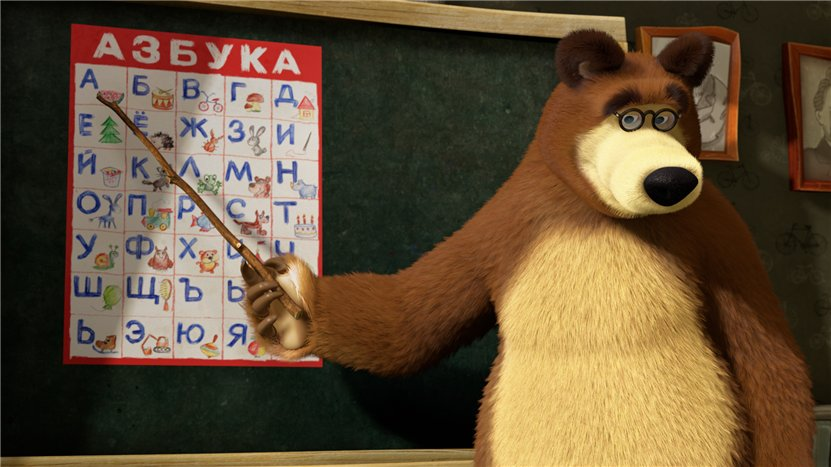 АЗБУКА
А Б В Г Д
Е Ё Ж З И
Й К Л М Н
О П Р С Т
У Ф Х Ц Ч
Ш Щ Ъ
Ь Э Ю Я